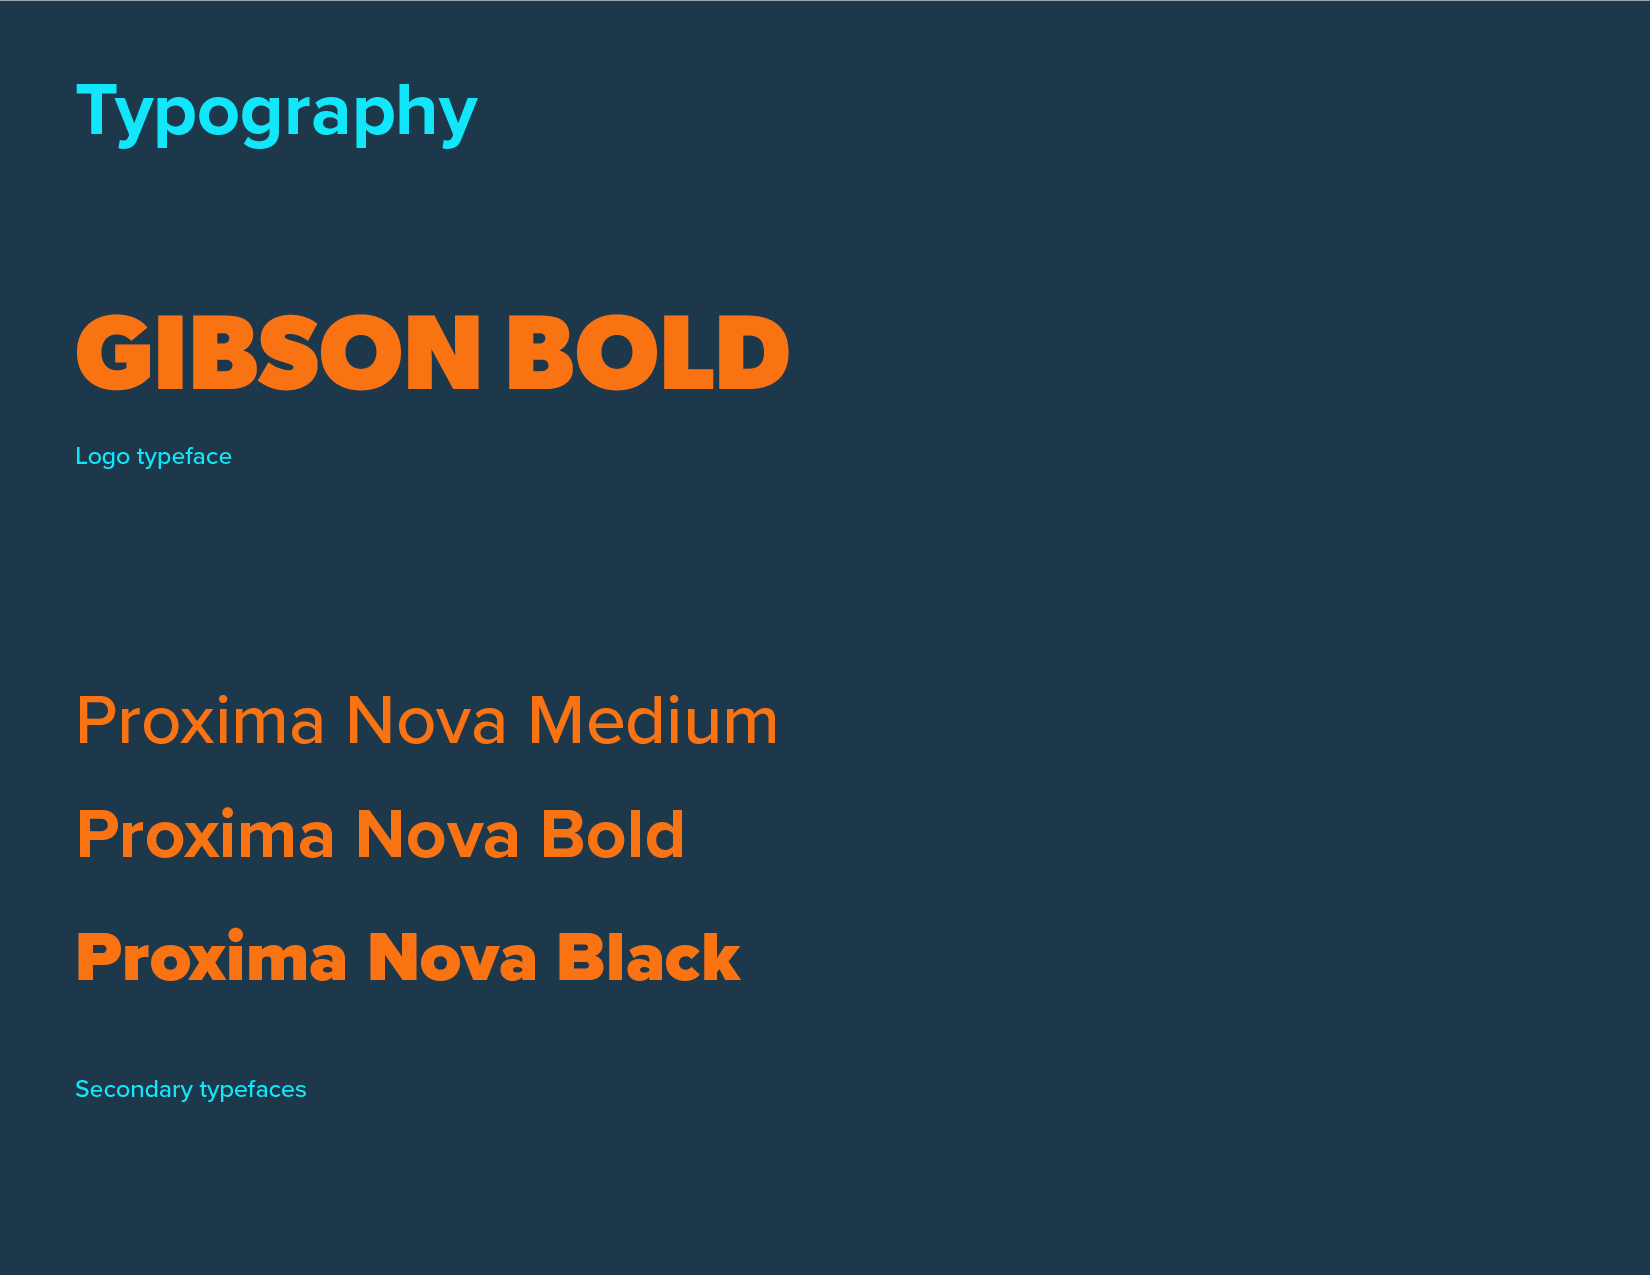 Typography
GIBSON BOLD
Logo typeface
Proxima Nova Medium
Proxima Nova Bold
Proxima Nova Black
Secondary typefaces